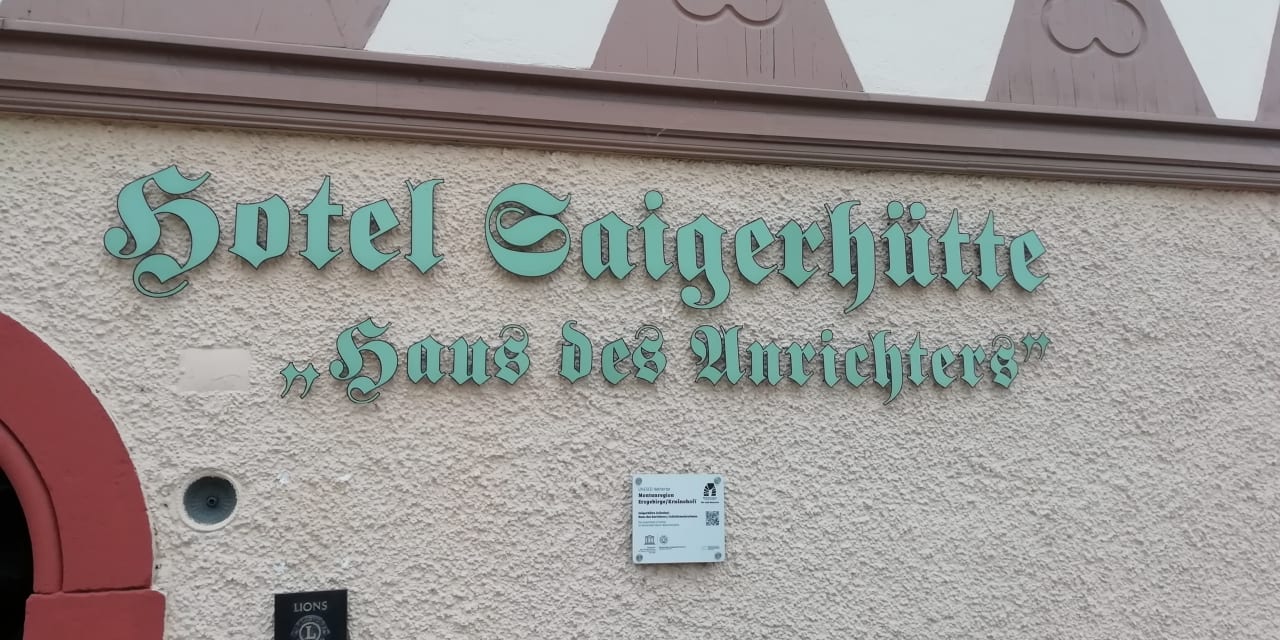 Hotel Saigerhütte
„Haus des Anrichters”
Montanregion
Erzgebirge/Krušnohoří
LIONS
L